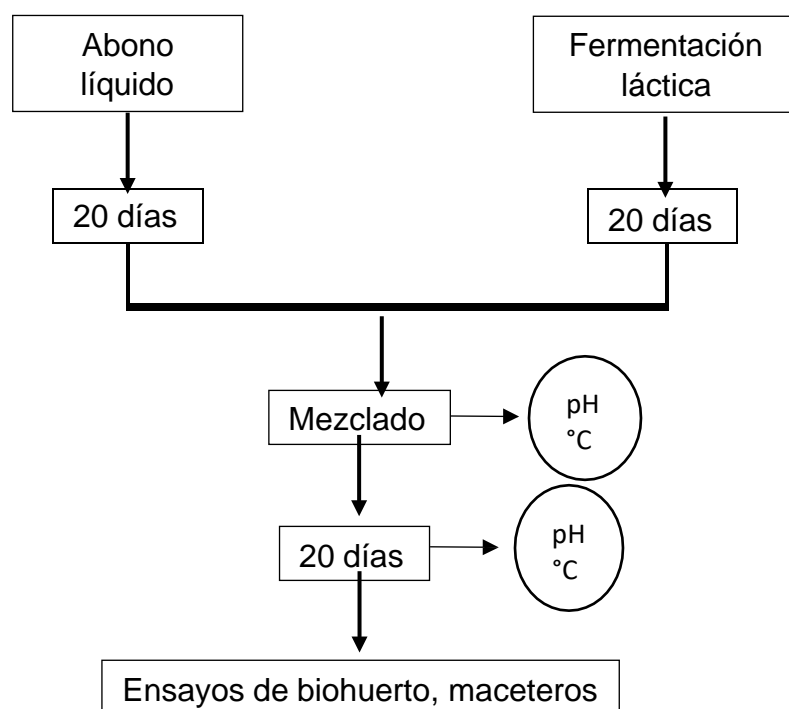 Abono
líquido
Fermentación
láctica
20 días
20 días
Mezclado
pH
°C
20 días
pH
°C
Ensayos de biohuerto, maceteros